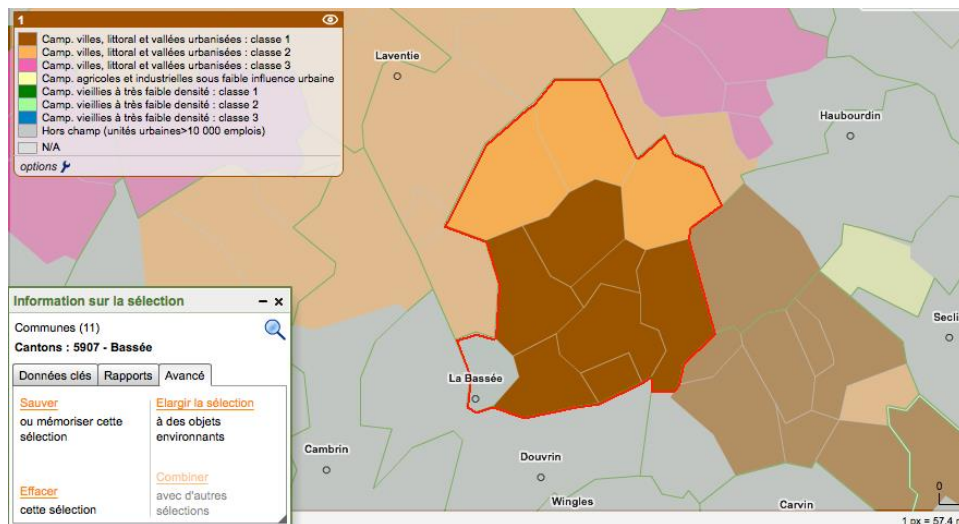 1
Camp. villes, littoral et vallées urbanisées : classe 1
Camp. villes, littoral et vallées urbanisées : classe 2
Camp. villes, littoral et vallées urbanisées : classe 3
Camp. agricoles et industrielles sous faible influence urbaine
Camp. vieillies à très faible densité : classe 1
Camp. vieillies à très faible densité : classe 2
Camp. vieillies à très faible densité : classe 3
Hors champ (unités urbaines>10 000 emplois)
N/A
options
Laventie
Haubourdin
Secli
La Bassée
Cambrin
Douvrin
Wingles
Carvin
Information sur la sélection
Communes (11)
Cantons : 5907 - Bassée
Données clés Rapports Avancé
Sauver
ou mémoriser cette
sélection
Elargir la sélection
à des objets
environnants
Effacer
cette sélection
Combiner
avec d'autres
sélections
0
1 px = 57.4